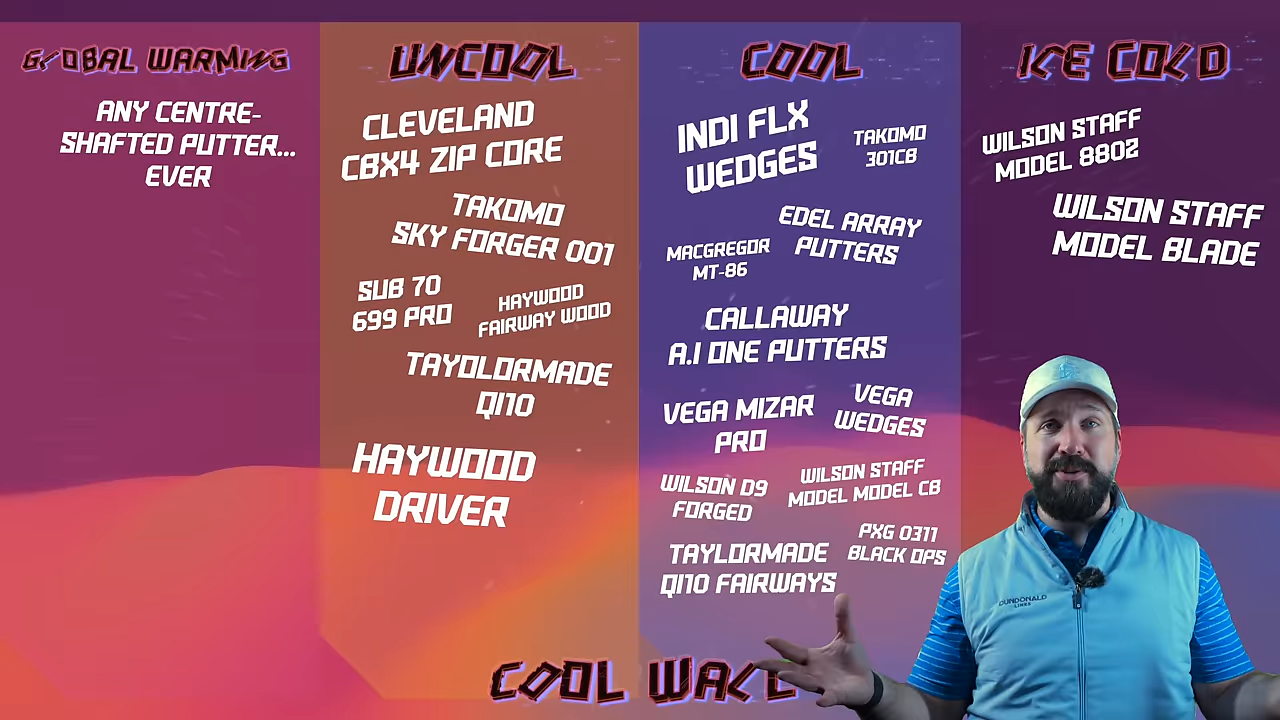 GLOBAL WARMING
ANY CENTRE-
SHAFTED PUTTER...
EVER
UNCOOL
CLEVELAND
CBX4 ZIP CORE
TAKOMO
SKY FORGER 001
SUB 70
699 PRO
HAYWOOD
FAIRWAY WOOD
TAYOLORMADE
QI10
HAYWOOD
DRIVER
COOL
INDI FLX
WEDGES
TAKOMO
301CB
EDEL ARRAY
PUTTERS
MACGREGOR
MT-86
CALLAWAY
A.I ONE PUTTERS
VEGA MIZAR
PRO
VEGA
WEDGES
WILSON D9
FORGED
WILSON STAFF
MODEL MODEL CB
PXG 0311
BLACK OPS
TAYLORMADE
QI10 FAIRWAYS
ICE COLD
WILSON STAFF
MODEL 8802
WILSON STAFF
MODEL BLADE
DUNDONALD
LINKS
COOL WALL